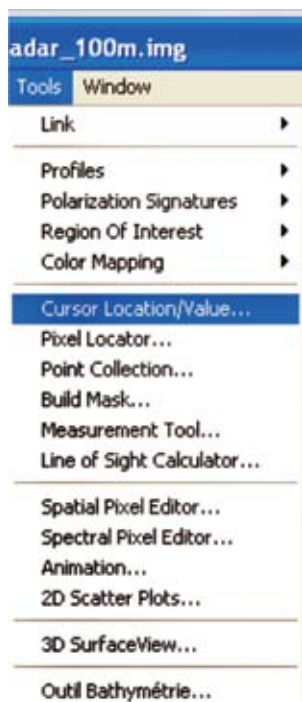 adar_100m.img
Tools Window
Link
Profiles
Polarization Signatures
Region Of Interest
Color Mapping
Cursor Location/Value...
Pixel Locator...
Point Collection...
Build Mask...
Measurement Tool...
Line of Sight Calculator...
Spatial Pixel Editor...
Spectral Pixel Editor...
Animation...
2D Scatter Plots...
3D SurfaceView...
Outil Bathymétrie...